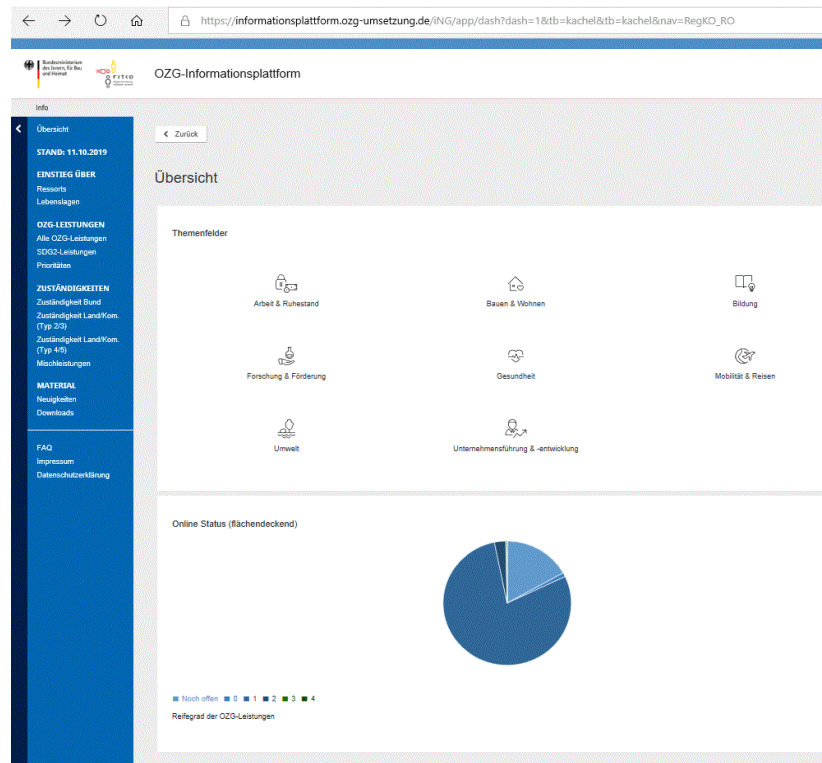 https://informationsplattform.ozg-umsetzung.de/iNG/app/dash?dash=1&tb=kachel&tb=kachel&nav=RegKO_RO
Bundesministerium
des Innern, für Bau
und Heimat
FITKO
OZG-Informationsplattform
Info
Übersicht
STAND: 11.10.2019
EINSTIEG ÜBER
Ressorts
Lebenslagen
OZG-LEISTUNGEN
Alle OZG-Leistungen
SDG2-Leistungen
Prioritäten
ZUSTÄNDIGKEITEN
Zuständigkeit Bund
Zuständigkeit Land/Kom.
(Typ 2/3)
Zuständigkeit Land/Kom.
(Typ 4/5)
Mischleistungen
MATERIAL
Neuigkeiten
Downloads
FAQ
Impressum
Datenschutzerklärung
Zurück
Übersicht
Themenfelder
Arbeit & Ruhestand
Bauen & Wohnen
Bildung
Forschung & Förderung
Gesundheit
Mobilität & Reisen
Umwelt
Unternehmensführung & -entwicklung
Online Status (flächendeckend)
Noch offen 0 1 2 3 4
Reifegrad der OZG-Leistungen